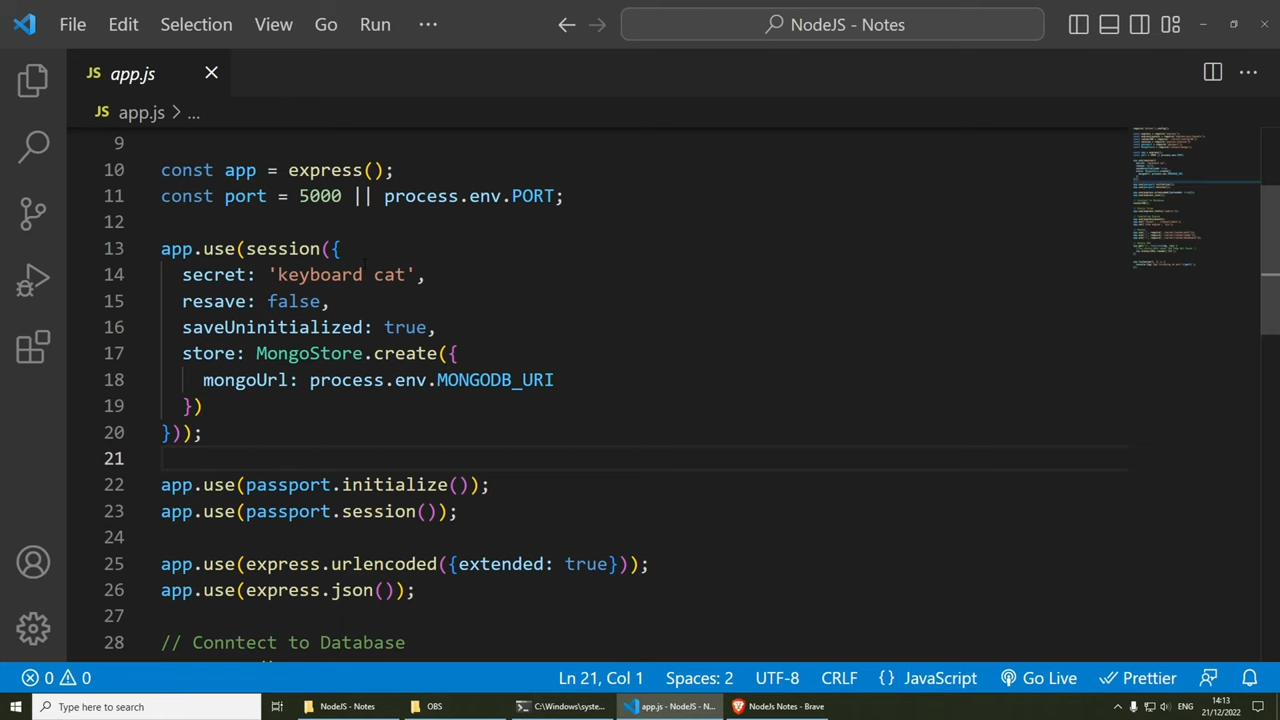 File Edit Selection View Go Run ··· NodeJS - Notes
JS app.js
JS app.js > ...
9
10 const app = express();
11 const port = 5000 || process.env.PORT;
12
13 app.use(session({
14 secret: 'keyboard cat',
15 resave: false,
16 saveUninitialized: true,
17 store: MongoStore.create({
18 mongoUrl: process.env.MONGODB_URI
19 })
20 }));
21
22 app.use(passport.initialize());
23 app.use(passport.session());
24
25 app.use(express.urlencoded({extended: true}));
26 app.use(express.json());
27
28 // Conntect to Database
0 0 Ln 21, Col 1 Spaces: 2 UTF-8 CRLF {} JavaScript Go Live Prettier
Type here to search NodeJS - Notes OBS C:\Windows\syste... app.js - NodeJS - N... NodeJs Notes - Brave ENG 14:13
21/12/2022